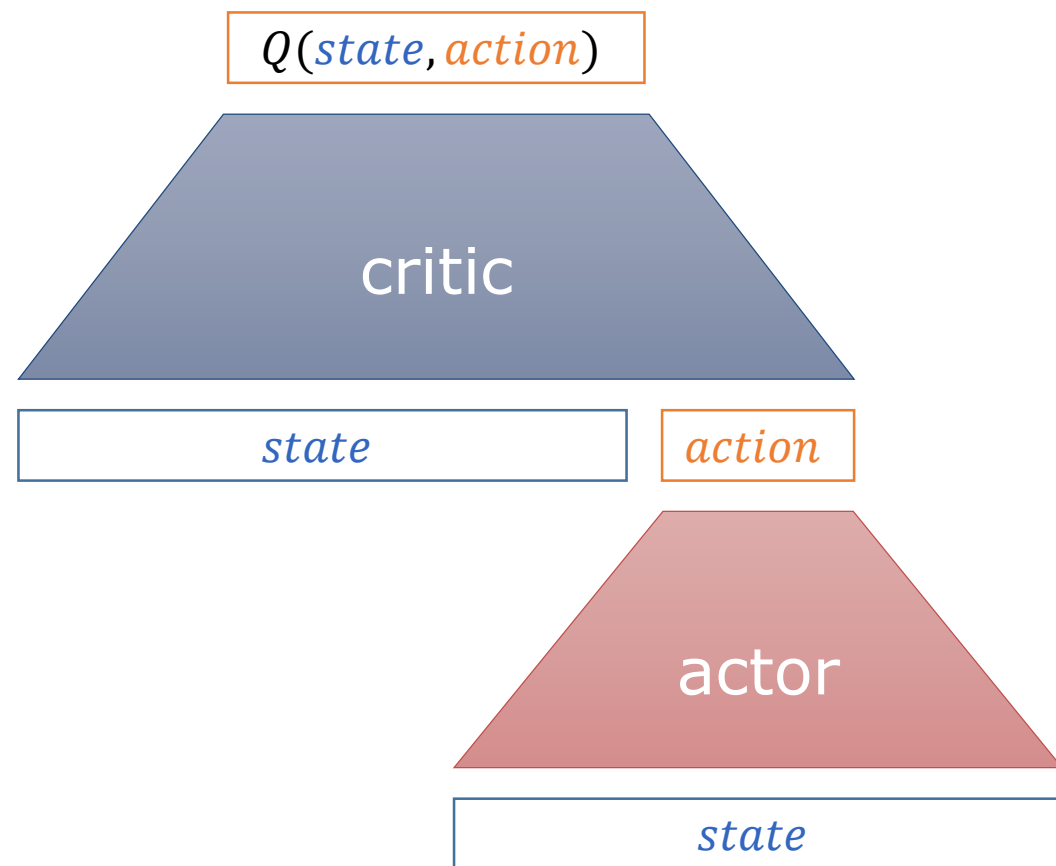 Q(state, action)
critic
state
action
actor
state